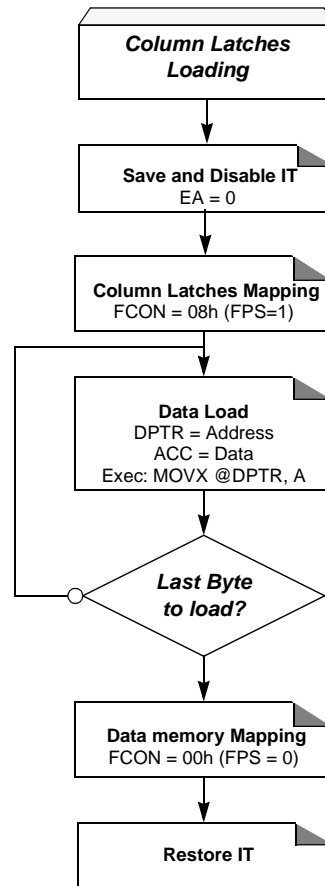 Column Latches
Loading
Save and Disable IT
EA = 0
Column Latches Mapping
FCON = 08h (FPS=1)
Data Load
DPTR = Address
ACC = Data
Exec: MOVX @DPTR, A
Last Byte
to load?
Data memory Mapping
FCON = 00h (FPS = 0)
Restore IT